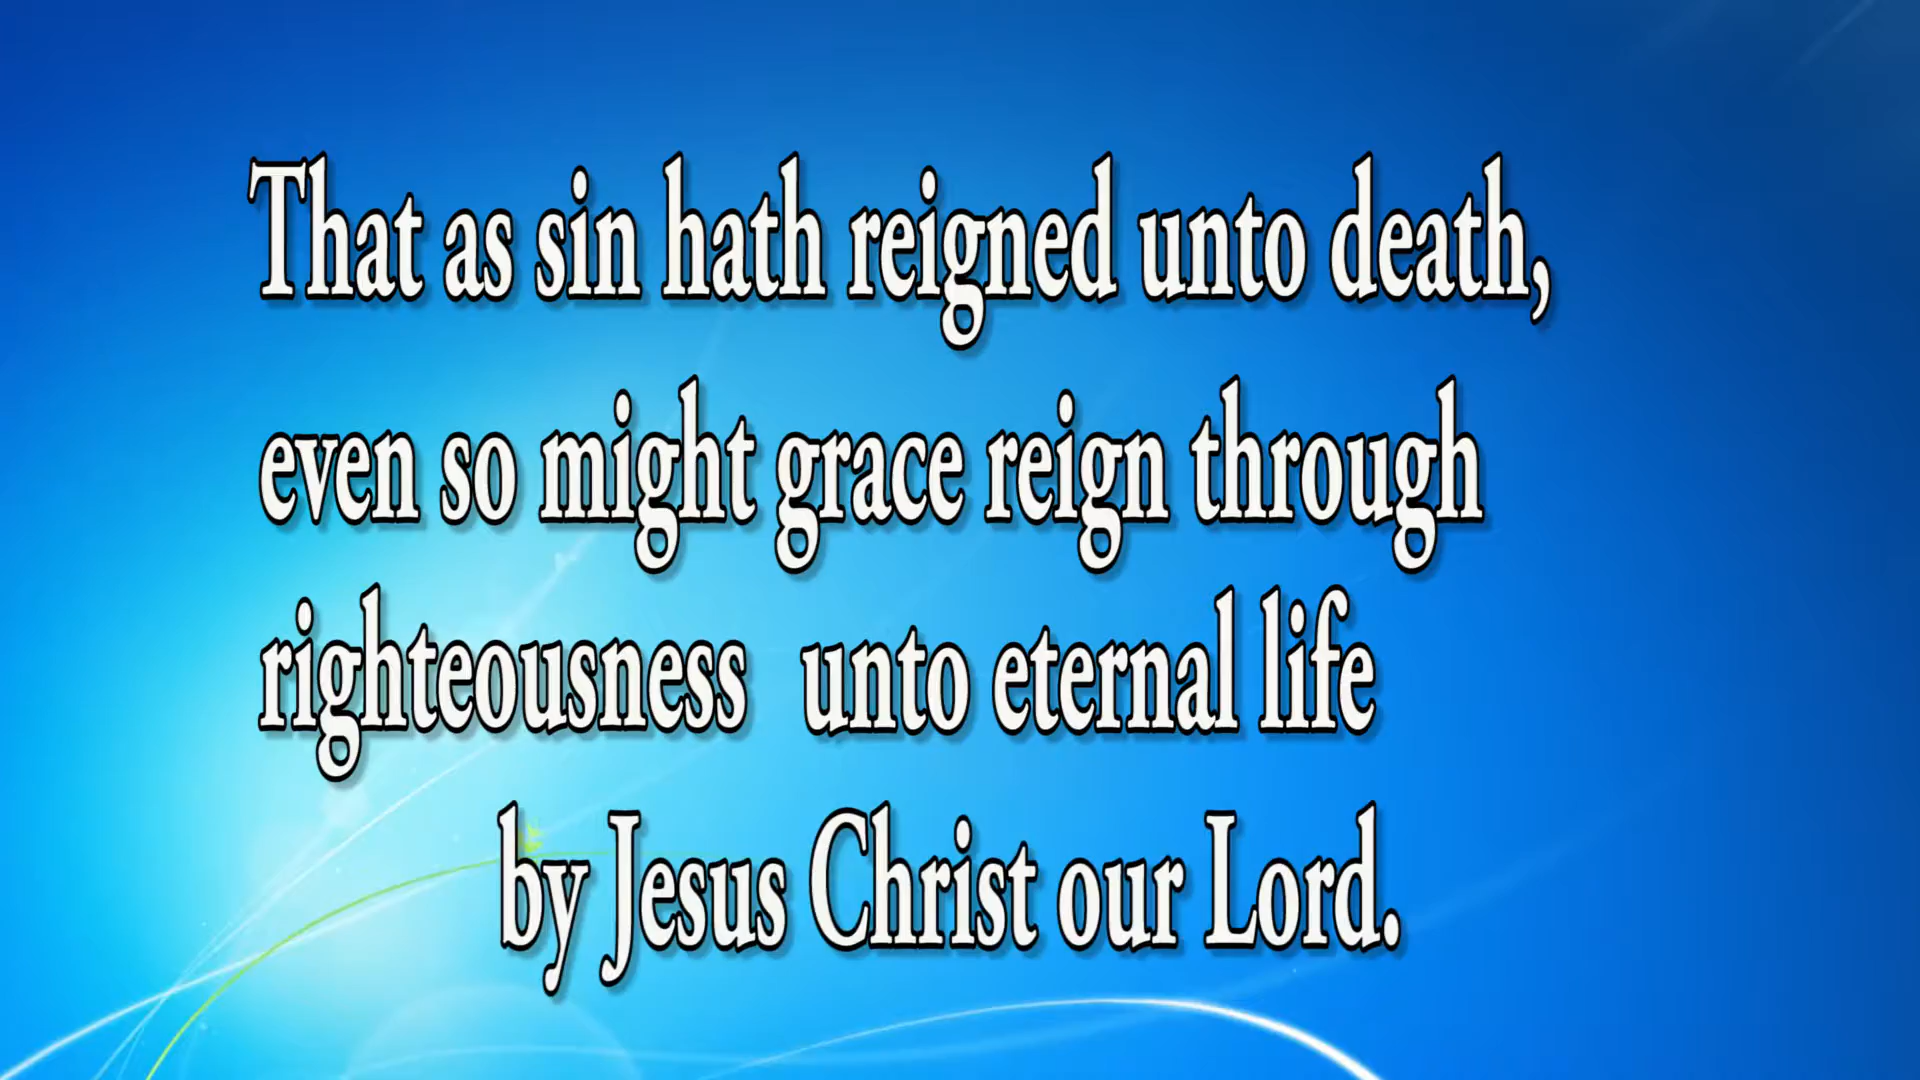 That as sin hath reigned unto death,
even so might grace reign through
righteousness unto eternal life
by Jesus Christ our Lord.